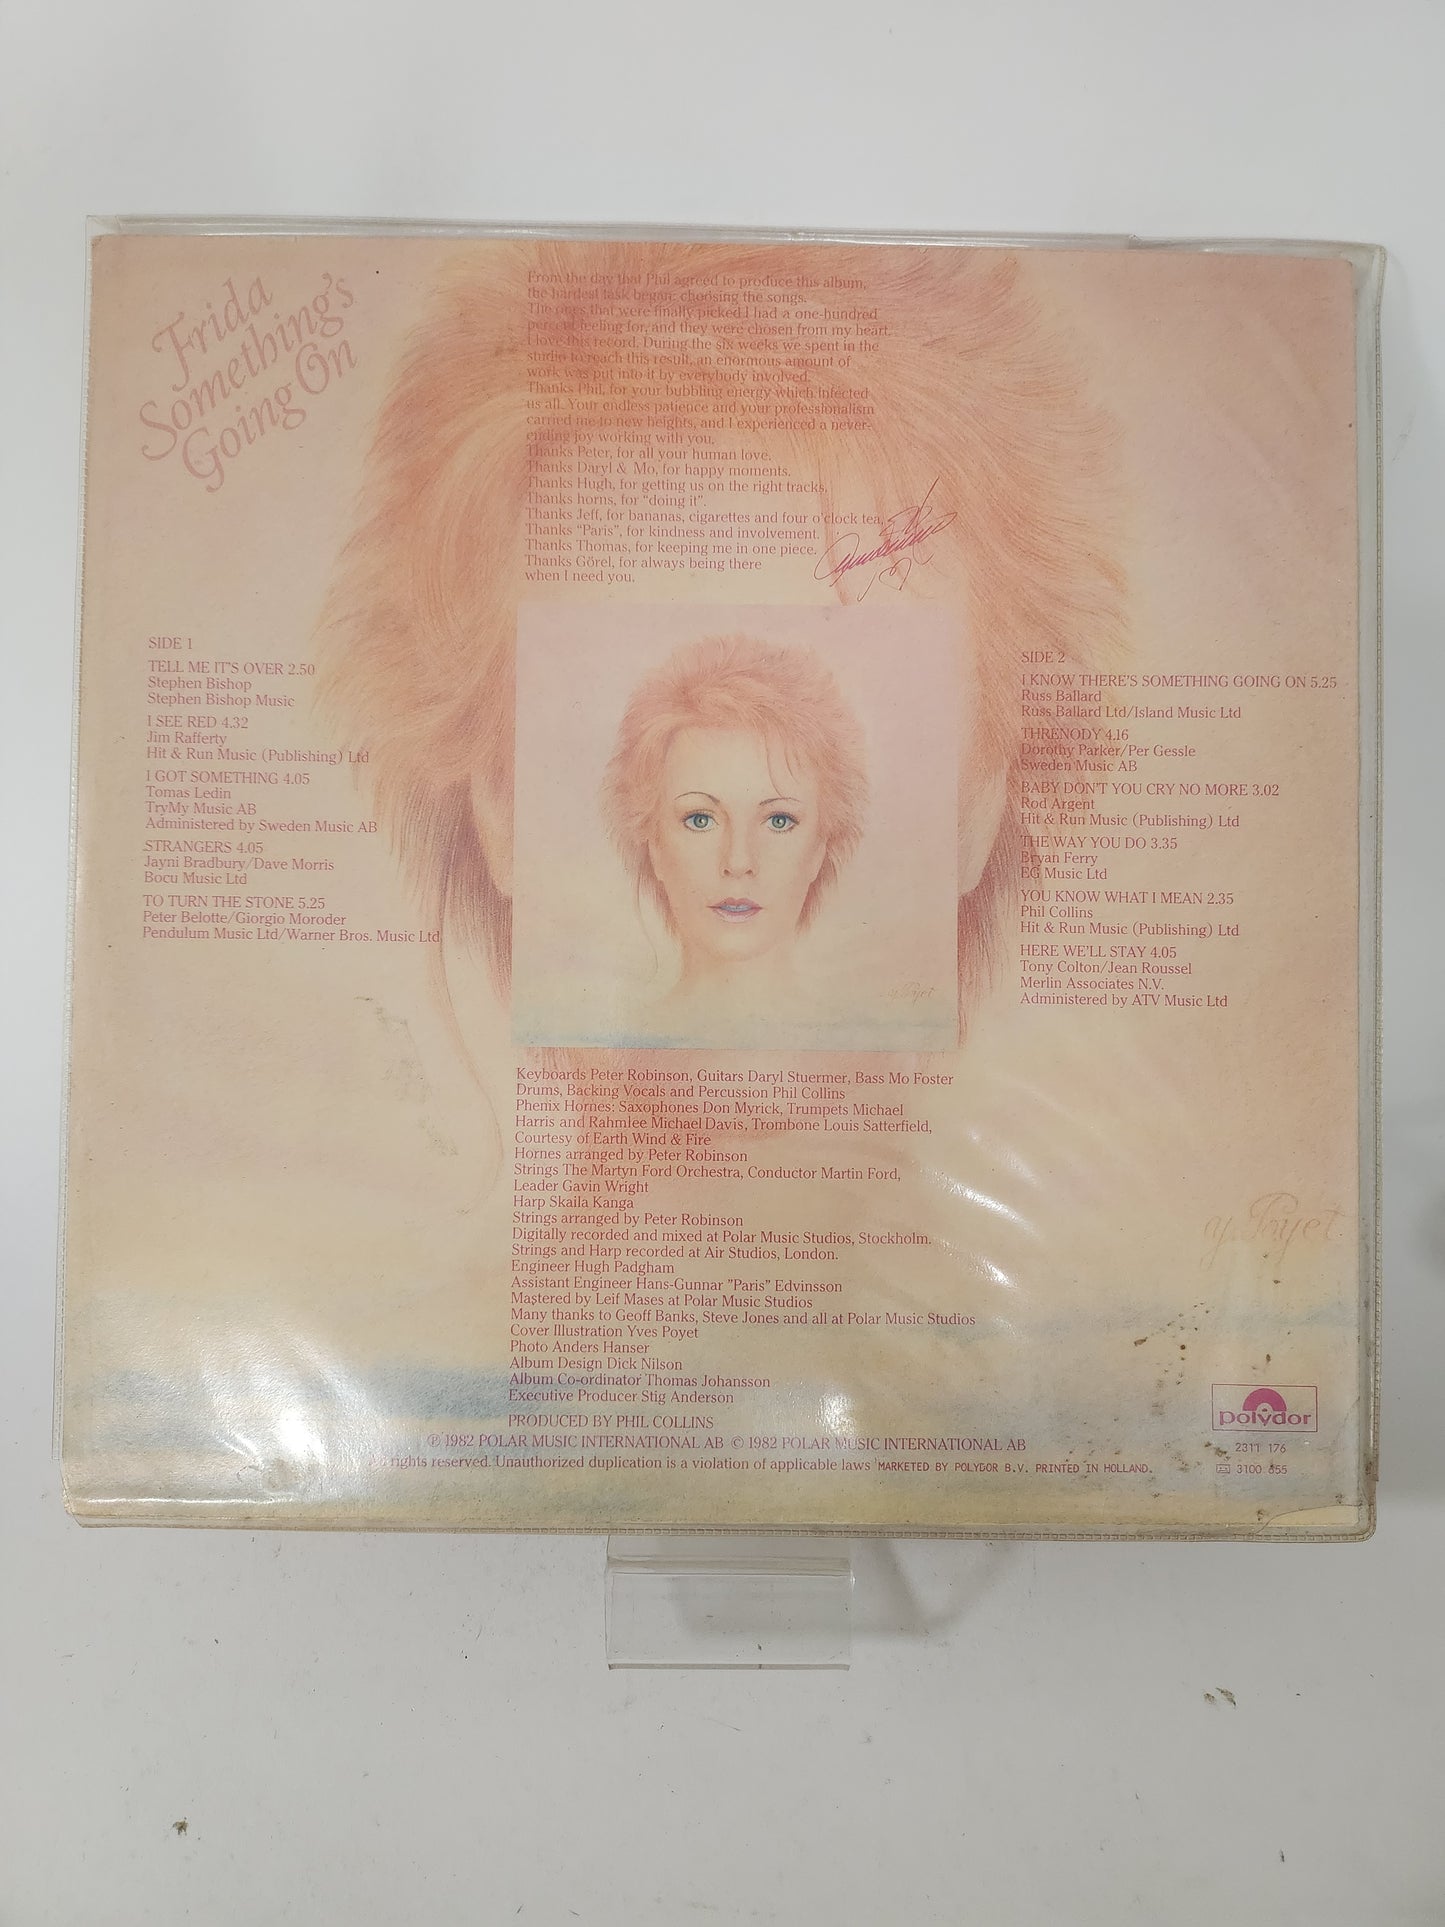 Frida
Something's
Going On
From the day that Phil agreed to produce this album,
the hardest task began: choosing the songs.
The ones that were finally picked I had a one-hundred
percent feeling for, and they were chosen from my heart.
I love this record. During the six weeks we spent in the
studio to reach this result, an enormous amount of
work was put into it by everybody involved.
Thanks Phil, for your bubbling energy which infected
us all. Your endless patience and your professionalism
carried me to new heights, and I experienced a never-
ending joy working with you.
Thanks Peter, for all your human love.
Thanks Daryl & Mo, for happy moments.
Thanks Hugh, for getting us on the right tracks.
Thanks horns, for "doing it".
Thanks Jeff, for bananas, cigarettes and four o'clock tea.
Thanks "Paris", for kindness and involvement.
Thanks Thomas, for keeping me in one piece.
Thanks Görel, for always being there
when I need you.
SIDE 1
TELL ME IT'S OVER 2.50
Stephen Bishop
Stephen Bishop Music
I SEE RED 4.32
Jim Rafferty
Hit & Run Music (Publishing) Ltd
I GOT SOMETHING 4.05
Tomas Ledin
TryMy Music AB
Administered by Sweden Music AB
STRANGERS 4.05
Jayni Bradbury/Dave Morris
Bocu Music Ltd
TO TURN THE STONE 5.25
Peter Belotte/Giorgio Moroder
Pendulum Music Ltd/Warner Bros. Music Ltd
SIDE 2
I KNOW THERE'S SOMETHING GOING ON 5.25
Russ Ballard
Russ Ballard Ltd/Island Music Ltd
THRENODY 4.16
Dorothy Parker/Per Gessle
Sweden Music AB
BABY DON'T YOU CRY NO MORE 3.02
Rod Argent
Hit & Run Music (Publishing) Ltd
THE WAY YOU DO 3.35
Bryan Ferry
EG Music Ltd
YOU KNOW WHAT I MEAN 2.35
Phil Collins
Hit & Run Music (Publishing) Ltd
HERE WE'LL STAY 4.05
Tony Colton/Jean Roussel
Merlin Associates N.V.
Administered by ATV Music Ltd
y. Poyet
Keyboards Peter Robinson, Guitars Daryl Stuermer, Bass Mo Foster
Drums, Backing Vocals and Percussion Phil Collins
Phenix Hornes: Saxophones Don Myrick, Trumpets Michael
Harris and Rahmlee Michael Davis, Trombone Louis Satterfield,
Courtesy of Earth Wind & Fire
Hornes arranged by Peter Robinson
Strings The Martyn Ford Orchestra, Conductor Martin Ford,
Leader Gavin Wright
Harp Skaila Kanga
Strings arranged by Peter Robinson
Digitally recorded and mixed at Polar Music Studios, Stockholm.
Strings and Harp recorded at Air Studios, London.
Engineer Hugh Padgham
Assistant Engineer Hans-Gunnar "Paris" Edvinsson
Mastered by Leif Mases at Polar Music Studios
Many thanks to Geoff Banks, Steve Jones and all at Polar Music Studios
Cover Illustration Yves Poyet
Photo Anders Hanser
Album Design Dick Nilson
Album Co-ordinator Thomas Johansson
Executive Producer Stig Anderson
PRODUCED BY PHIL COLLINS
℗ 1982 POLAR MUSIC INTERNATIONAL AB © 1982 POLAR MUSIC INTERNATIONAL AB
All rights reserved. Unauthorized duplication is a violation of applicable laws MARKETED BY POLYDOR B.V. PRINTED IN HOLLAND.
y. Poyet
polydor
2311 176
3100 655